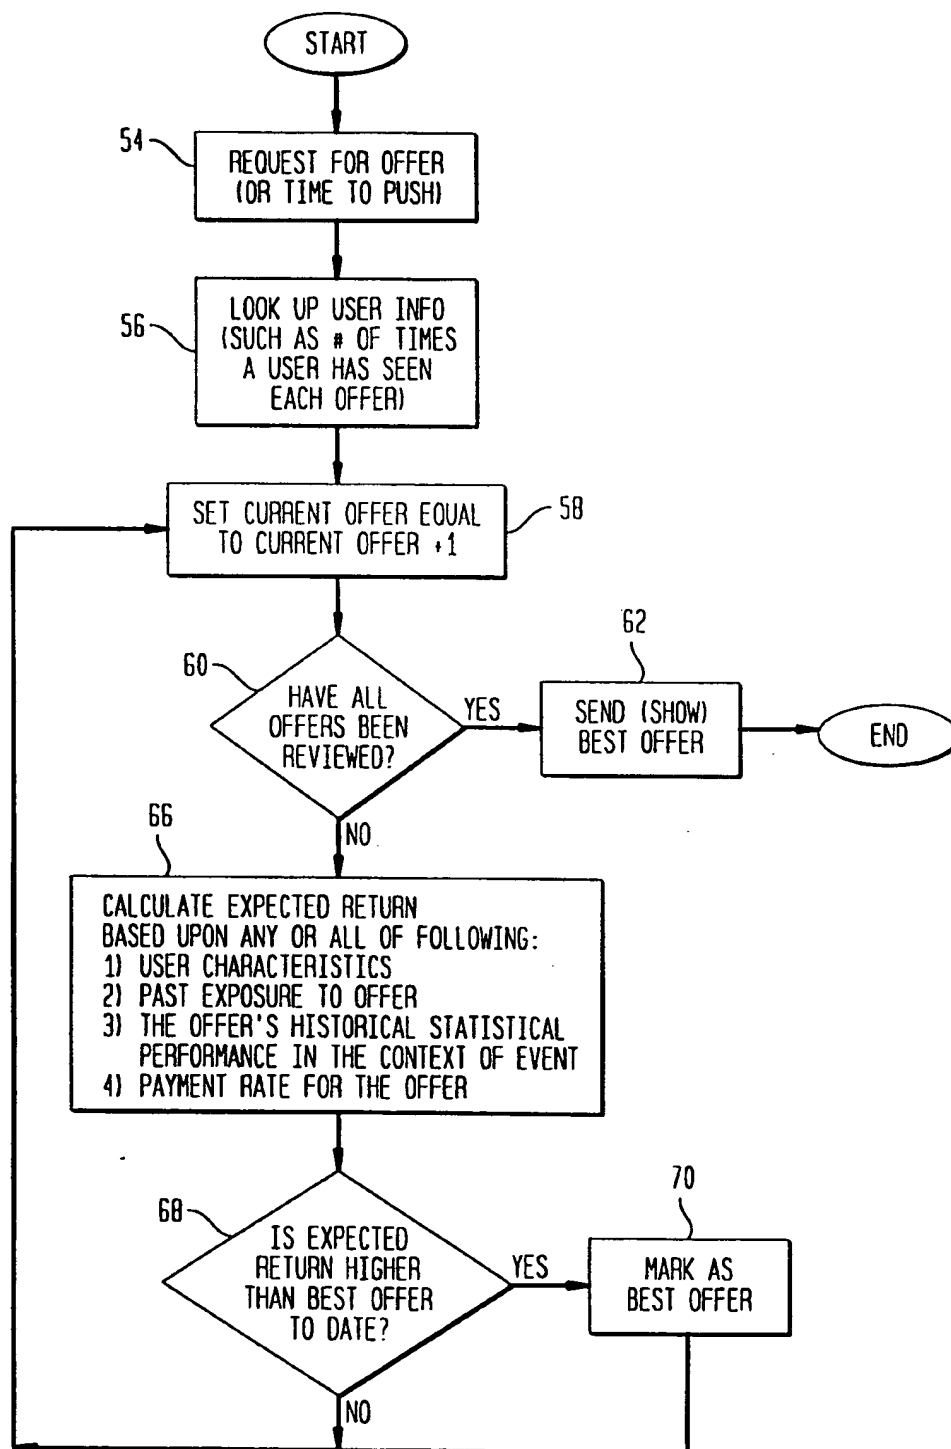 START
54
REQUEST FOR OFFER
(OR TIME TO PUSH)
56
LOOK UP USER INFO
(SUCH AS # OF TIMES
A USER HAS SEEN
EACH OFFER)
SET CURRENT OFFER EQUAL
TO CURRENT OFFER +1
58
60
HAVE ALL
OFFERS BEEN
REVIEWED?
YES
62
SEND (SHOW)
BEST OFFER
END
NO
66
CALCULATE EXPECTED RETURN
BASED UPON ANY OR ALL OF FOLLOWING:
1) USER CHARACTERISTICS
2) PAST EXPOSURE TO OFFER
3) THE OFFER'S HISTORICAL STATISTICAL
PERFORMANCE IN THE CONTEXT OF EVENT
4) PAYMENT RATE FOR THE OFFER
68
IS EXPECTED
RETURN HIGHER
THAN BEST OFFER
TO DATE?
YES
70
MARK AS
BEST OFFER
NO